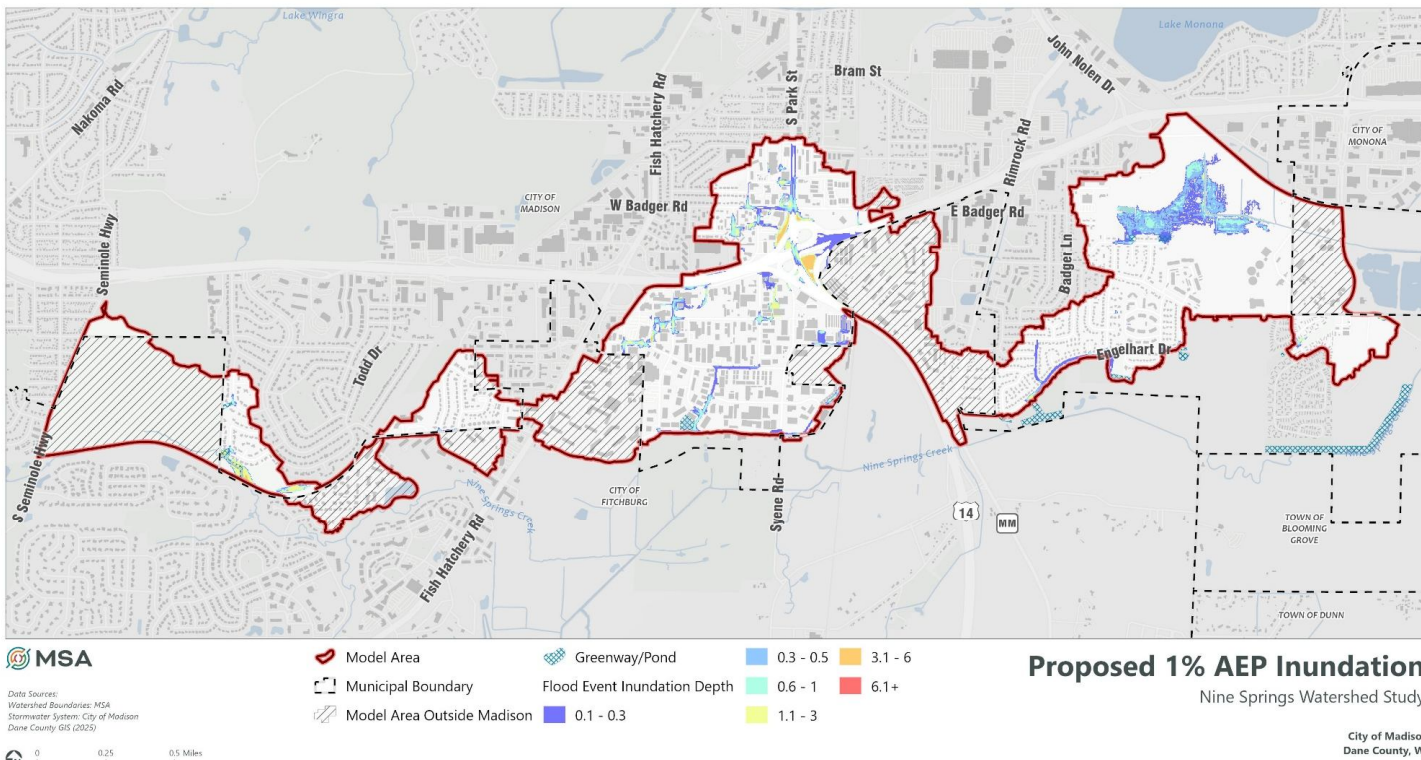 Lake Wingra
Lake Monona
John Nolen Dr
Bram St
S Park St
Fish Hatchery Rd
Nakoma Rd
Rimrock Rd
CITY OF
MONONA
CITY OF
MADISON
W Badger Rd
E Badger Rd
Seminole Hwy
Badger Ln
Todd Dr
Engelhart Dr
S Seminole Hwy
Nine Springs Creek
Nine Springs Creek
CITY OF
FITCHBURG
Syene Rd
Fish Hatchery Rd
14
MM
TOWN OF
BLOOMING
GROVE
TOWN OF DUNN
MSA
Data Sources:
Watershed Boundaries: MSA
Stormwater System: City of Madison
Dane County GIS (2025)
0 0.25 0.5 Miles
Model Area
Municipal Boundary
Model Area Outside Madison
Greenway/Pond
Flood Event Inundation Depth
0.1 - 0.3
0.3 - 0.5
0.6 - 1
1.1 - 3
3.1 - 6
6.1+
Proposed 1% AEP Inundation
Nine Springs Watershed Study
City of Madiso
Dane County, W